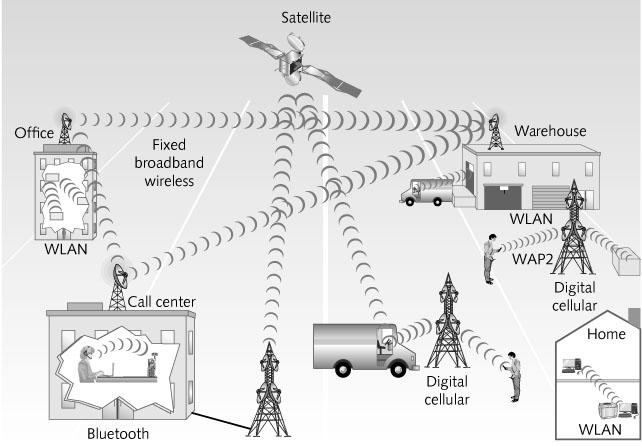 Satellite
Office
Fixed
broadband
wireless
Warehouse
WLAN
WLAN
WAP2
Call center
Digital
cellular
Home
Digital
cellular
WLAN
Bluetooth